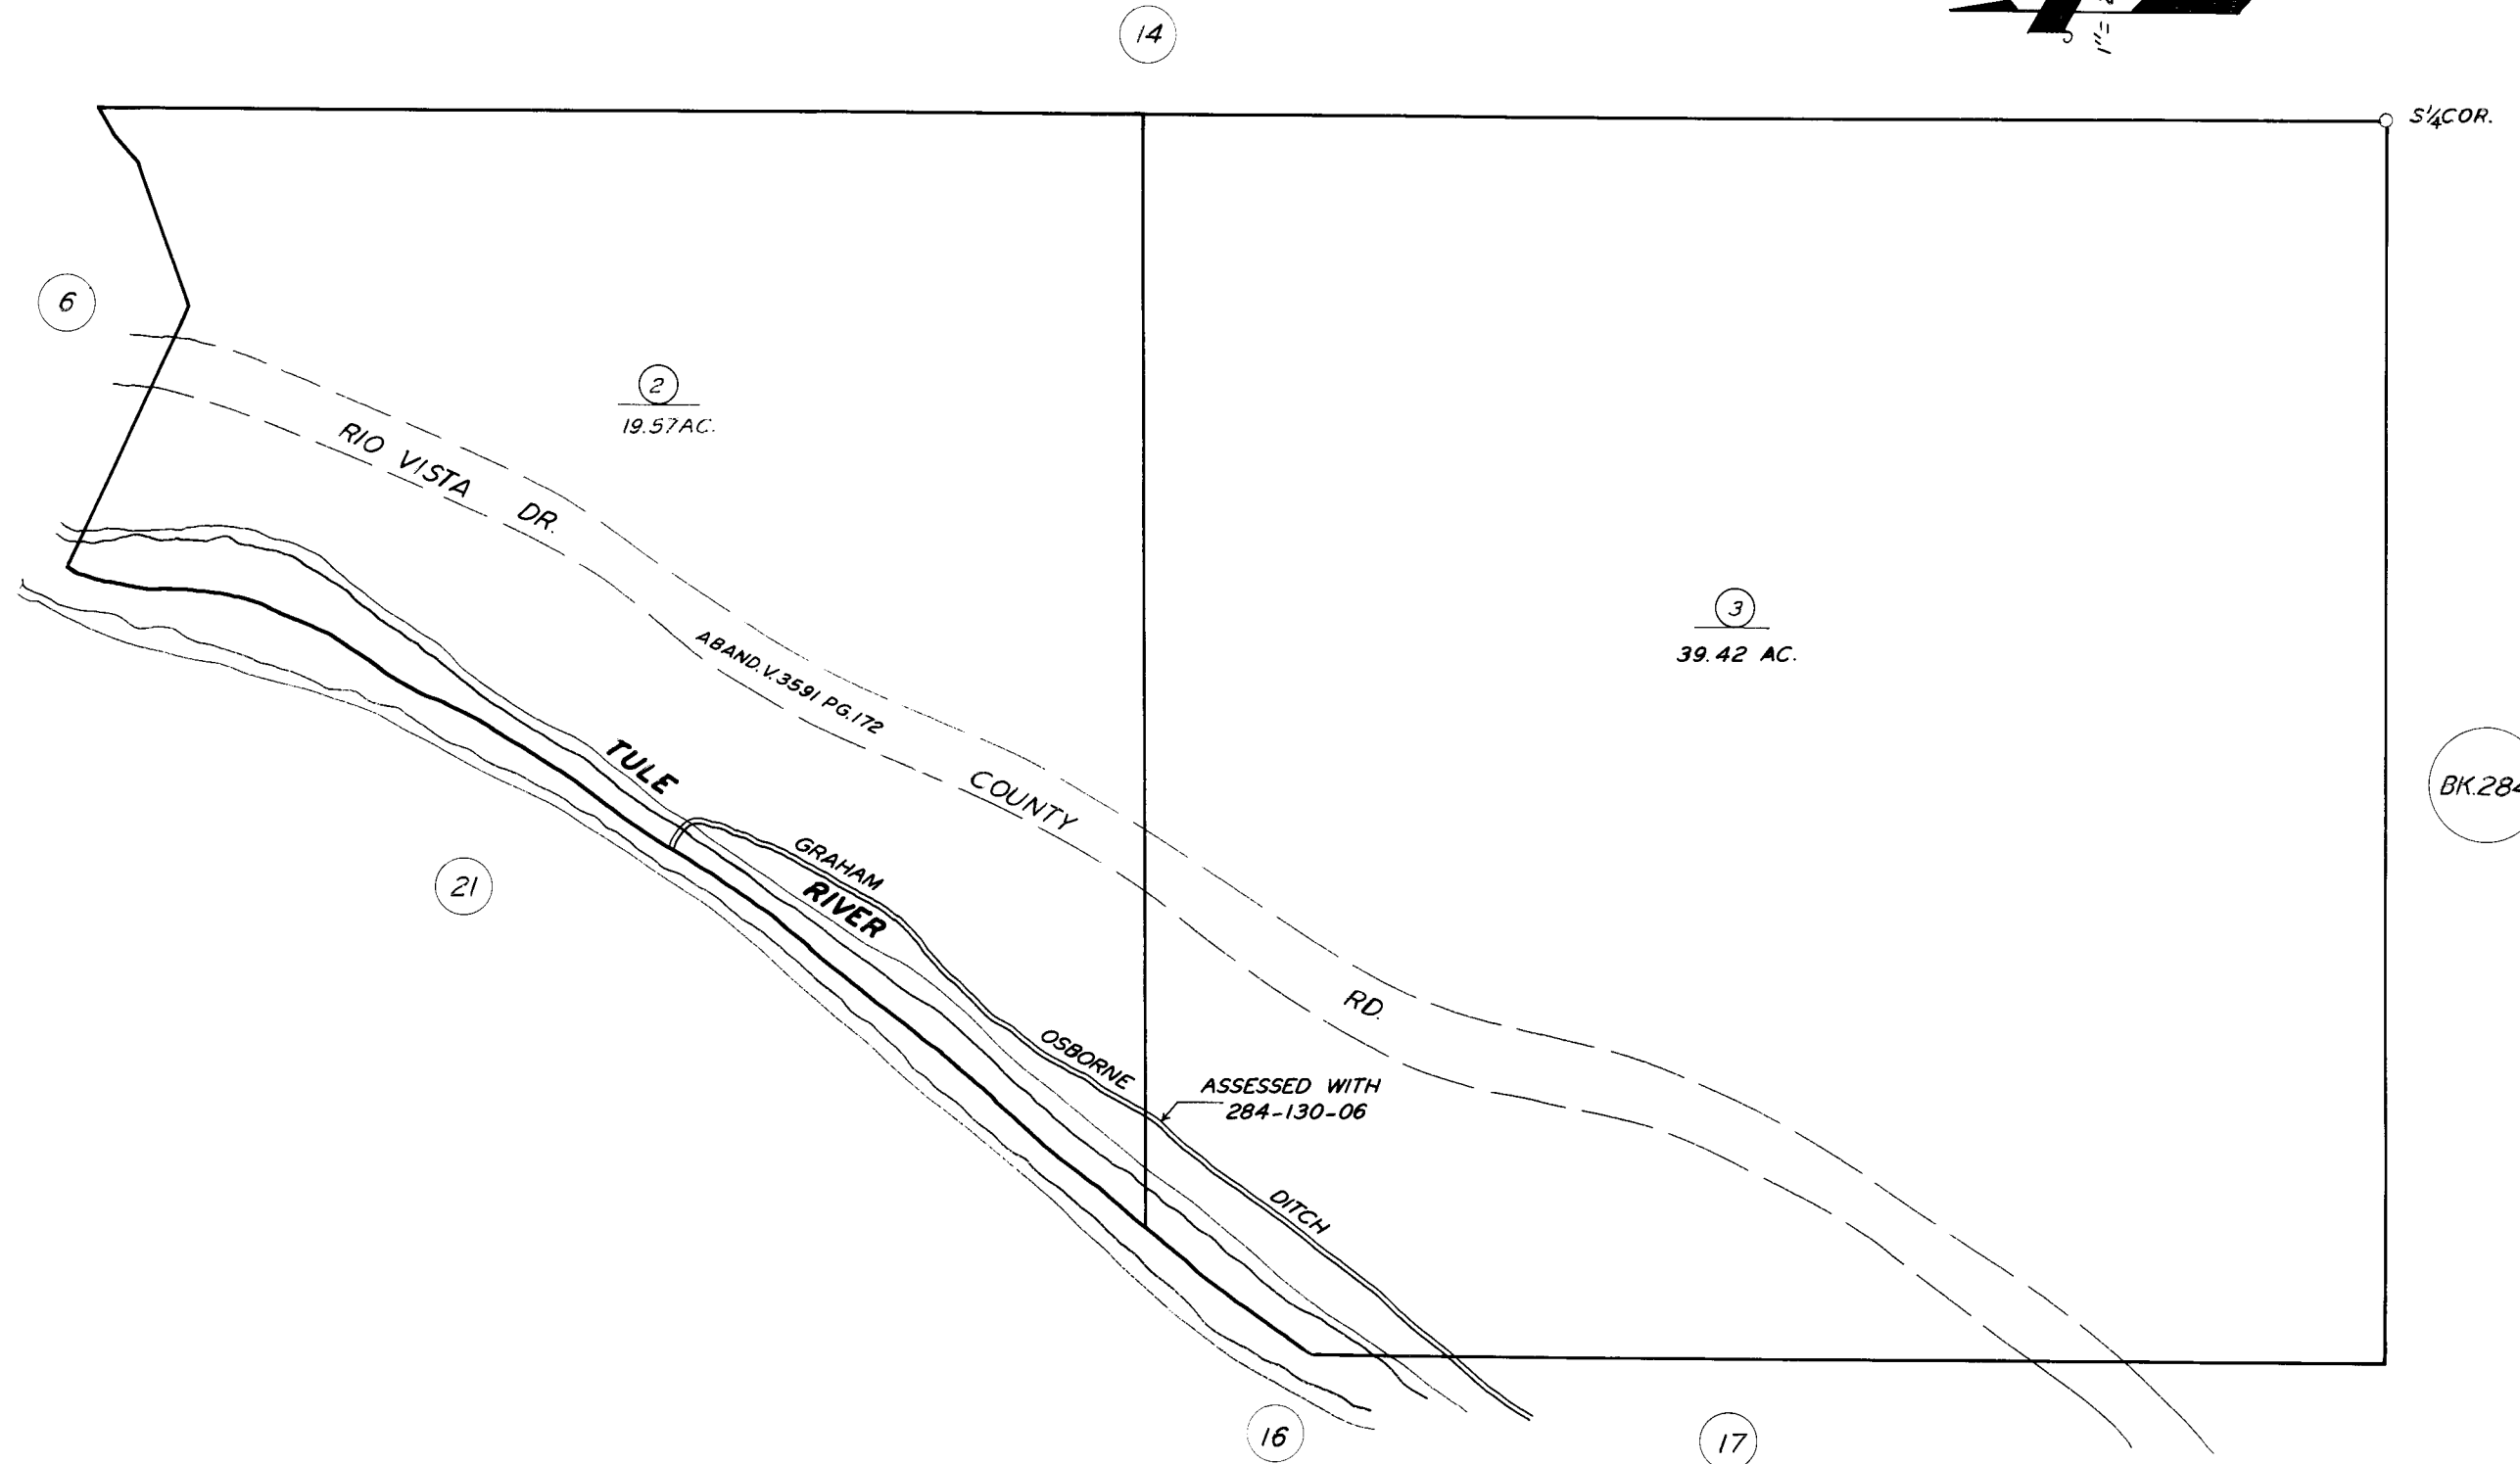 14
S1/4COR.
6
2
19.57AC.
RIO VISTA DR.
ABAND.V.3591 PG.172
COUNTY RD.
3
39.42 AC.
BK.284
TULE RIVER
GRAHAM OSBORNE DITCH
21
ASSESSED WITH
284-130-06
16
17